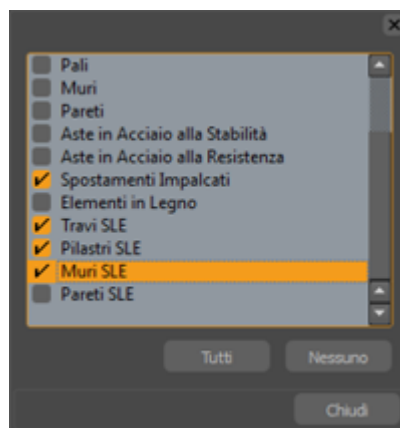 Pali
Muri
Pareti
Aste in Acciaio alla Stabilità
Aste in Acciaio alla Resistenza
Spostamenti Impalcati
Elementi in Legno
Travi SLE
Pilastri SLE
Muri SLE
Pareti SLE
Tutti Nessuno
Chiudi